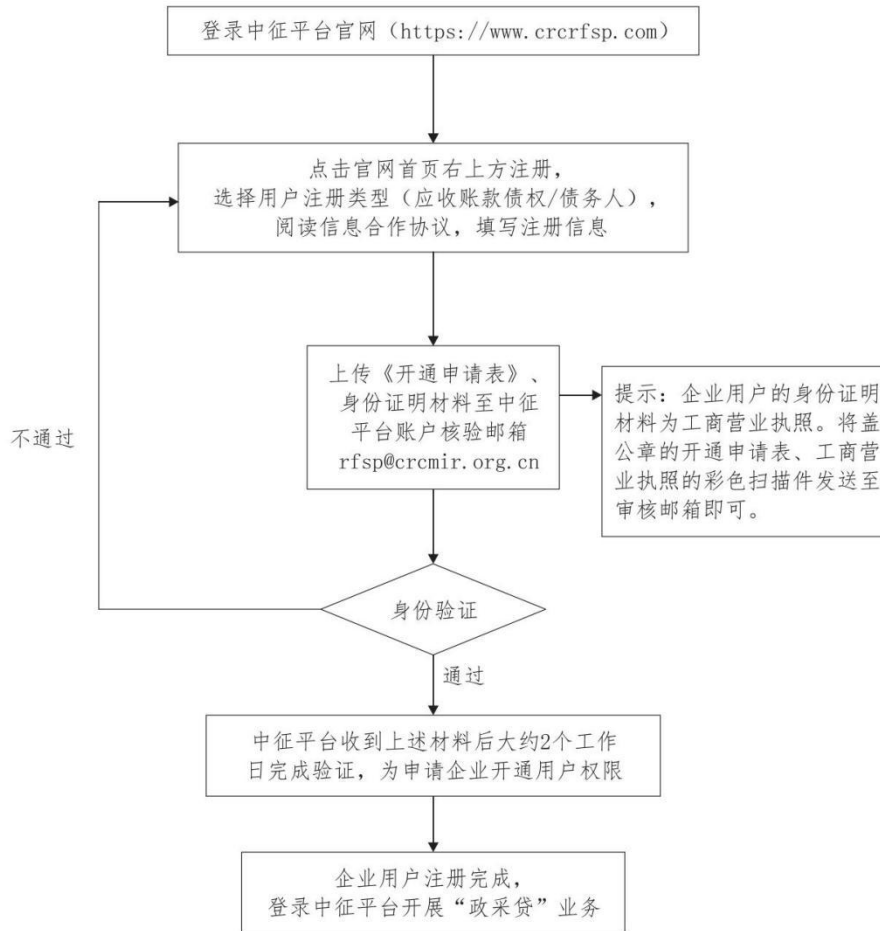 登录中征平台官网（https://www.crcrfsp.com）
点击官网首页右上方注册，
选择用户注册类型（应收账款债权/债务人），
阅读信息合作协议，填写注册信息
上传《开通申请表》、
身份证明材料至中征
平台账户核验邮箱
rfsp@crcmir.org.cn
提示：企业用户的身份证明
材料为工商营业执照。将盖
公章的开通申请表、工商营
业执照的彩色扫描件发送至
审核邮箱即可。
不通过
身份验证
通过
中征平台收到上述材料后大约2个工作
日完成验证，为申请企业开通用户权限
企业用户注册完成，
登录中征平台开展“政采贷”业务